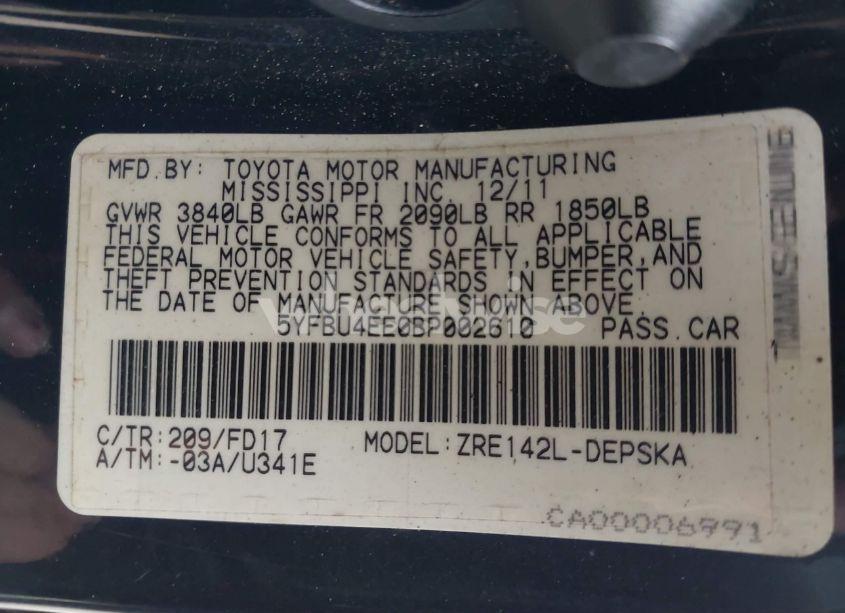 MFD.BY: TOYOTA MOTOR MANUFACTURING
MISSISSIPPI INC. 12/11
GVWR 3840LB GAWR FR 2090LB RR 1850LB
THIS VEHICLE CONFORMS TO ALL APPLICABLE
FEDERAL MOTOR VEHICLE SAFETY,BUMPER,AND
THEFT PREVENTION STANDARDS IN EFFECT ON
THE DATE OF MANUFACTURE SHOWN ABOVE.
5YFBU4EE0BP002610 PASS.CAR
C/TR:209/FD17 MODEL:ZRE142L-DEPSKA
A/TM:-03A/U341E
CA00006991